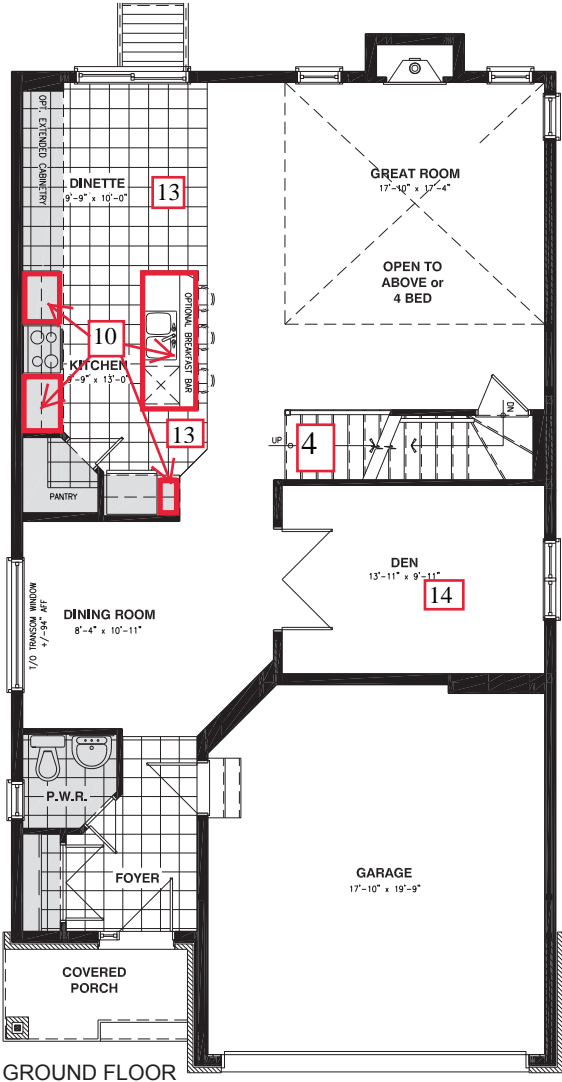 OPT. EXTENDED CABINETRY
DINETTE
9'-9" x 10'-0"
13
GREAT ROOM
17'-10" x 17'-4"
OPEN TO
ABOVE or
4 BED
OPTIONAL BREAKFAST BAR
10
KITCHEN
-9" x 13'-0"
13
DN
UP
4
PANTRY
DEN
13'-11" x 9'-11"
14
T/O TRANSOM WINDOW
+/-94" AFF
DINING ROOM
8'-4" x 10'-11"
P.W.R.
FOYER
GARAGE
17'-10" x 19'-9"
COVERED
PORCH
GROUND FLOOR